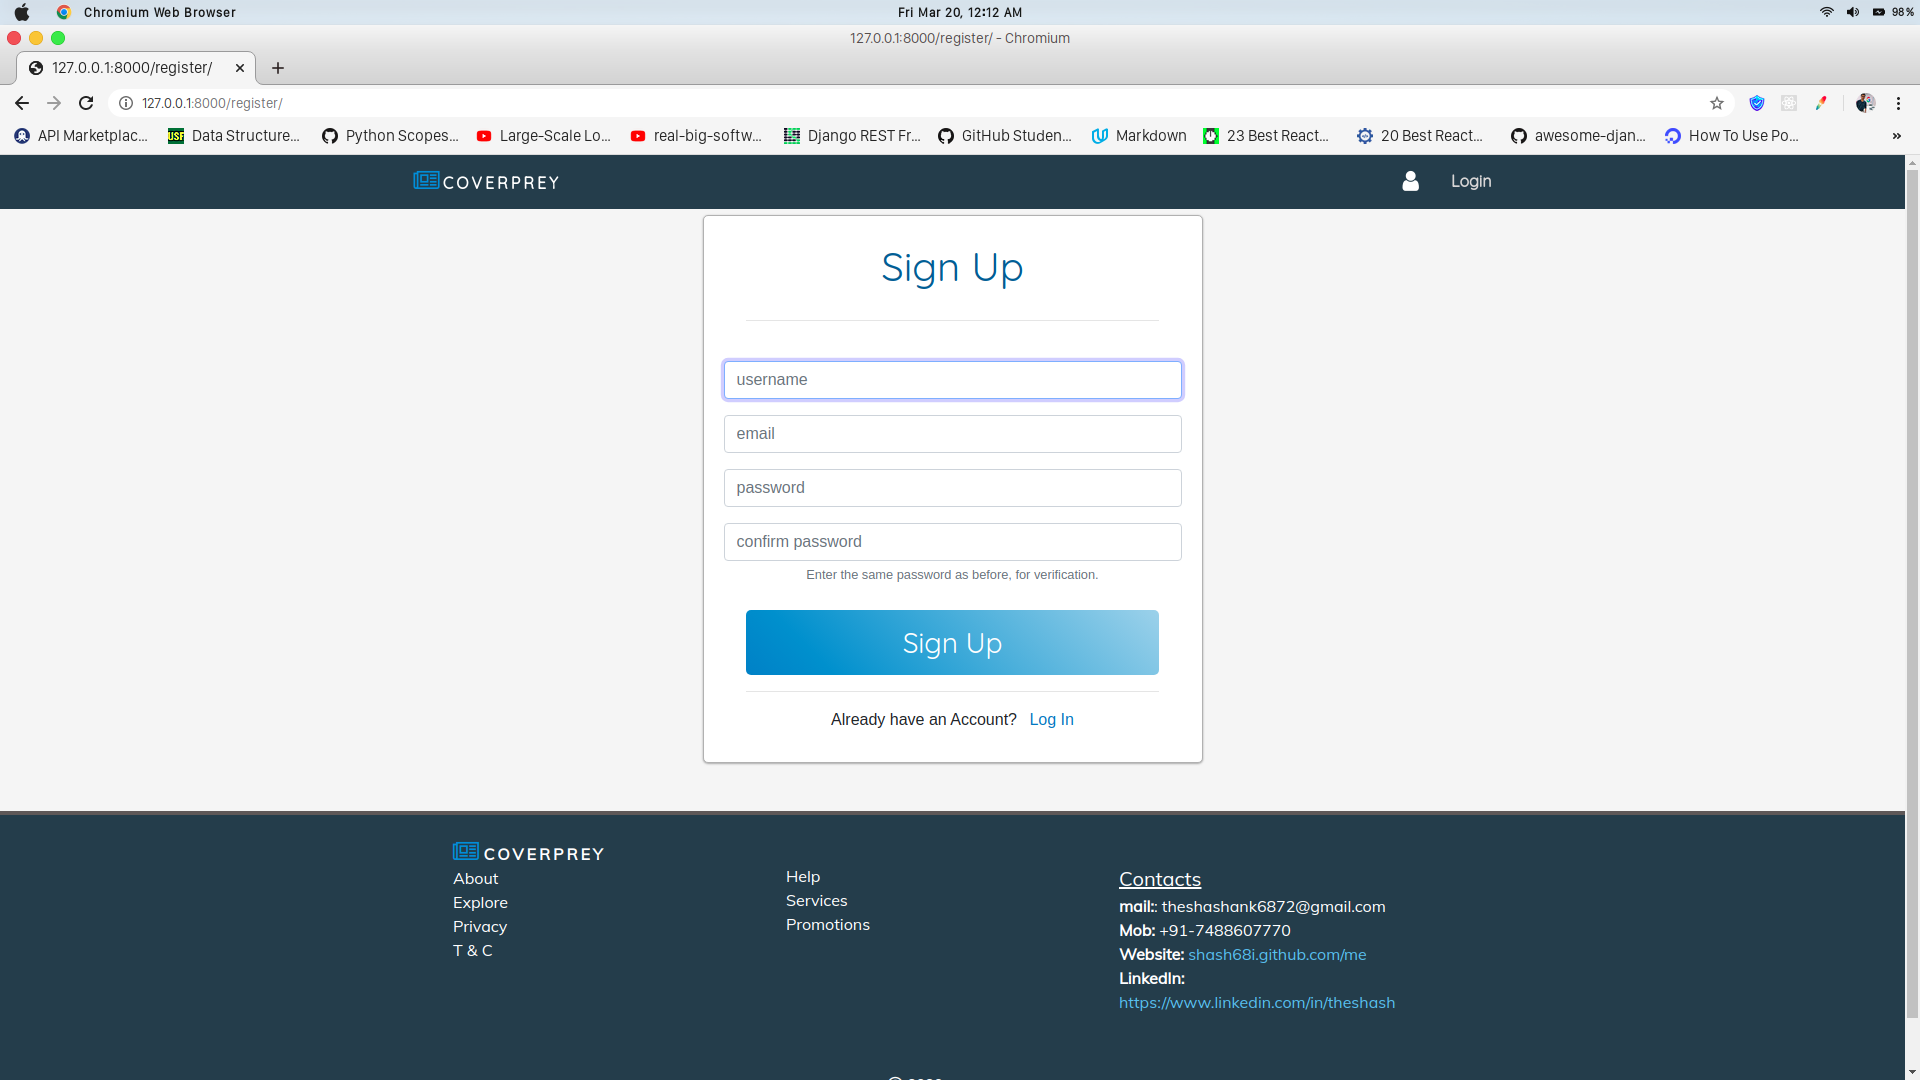 Chromium Web Browser
Fri Mar 20, 12:12 AM
98%
127.0.0.1:8000/register/ - Chromium
127.0.0.1:8000/register/
127.0.0.1:8000/register/
API Marketplac...
Data Structure...
Python Scopes...
Large-Scale Lo...
real-big-softw...
Django REST Fr...
GitHub Studen...
Markdown
23 Best React...
20 Best React...
awesome-djan...
How To Use Po...
»
COVERPREY
Login
Sign Up
username
email
password
confirm password
Enter the same password as before, for verification.
Sign Up
Already have an Account? Log In
COVERPREY
About
Explore
Privacy
T & C
Help
Services
Promotions
Contacts
mail:: theshashank6872@gmail.com
Mob: +91-7488607770
Website: shash68i.github.com/me
LinkedIn:
https://www.linkedin.com/in/theshash